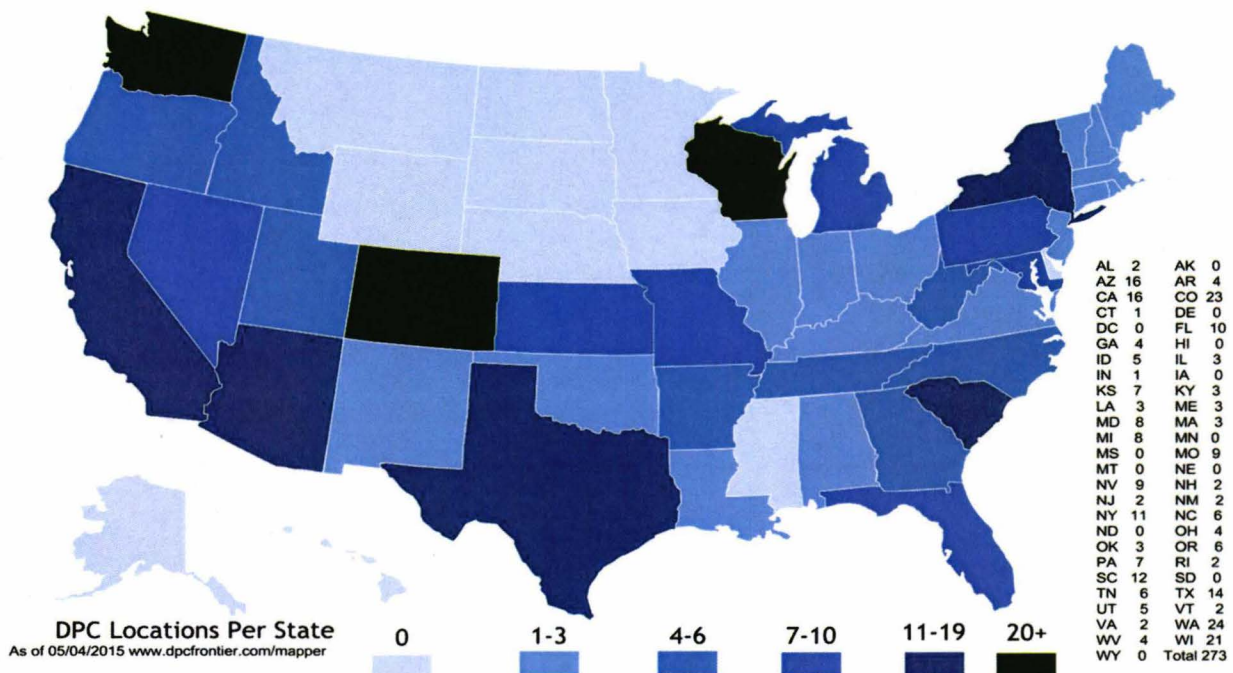 AL 2 AK 0
AZ 16 AR 4
CA 16 CO 23
CT 1 DE 0
DC 0 FL 10
GA 4 HI 0
ID 5 IL 3
IN 1 IA 0
KS 7 KY 3
LA 3 ME 3
MD 8 MA 3
MI 8 MN 0
MS 0 MO 9
MT 0 NE 0
NV 9 NH 2
NJ 2 NM 2
NY 11 NC 6
ND 0 OH 4
OK 3 OR 6
PA 7 RI 2
SC 12 SD 0
TN 6 TX 14
UT 5 VT 2
VA 2 WA 24
WV 4 WI 21
WY 0 Total 273
DPC Locations Per State
As of 05/04/2015 www.dpcfrontier.com/mapper
0 1-3 4-6 7-10 11-19 20+